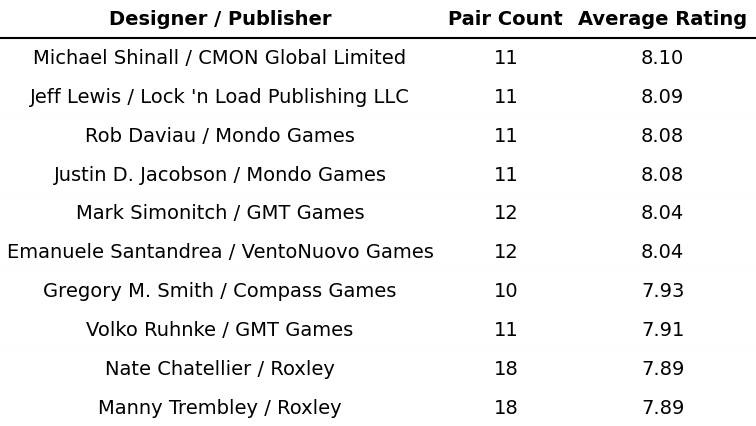 Designer / Publisher Pair Count Average Rating
Michael Shinall / CMON Global Limited 11 8.10
Jeff Lewis / Lock 'n Load Publishing LLC 11 8.09
Rob Daviau / Mondo Games 11 8.08
Justin D. Jacobson / Mondo Games 11 8.08
Mark Simonitch / GMT Games 12 8.04
Emanuele Santandrea / VentoNuovo Games 12 8.04
Gregory M. Smith / Compass Games 10 7.93
Volko Ruhnke / GMT Games 11 7.91
Nate Chatellier / Roxley 18 7.89
Manny Trembley / Roxley 18 7.89